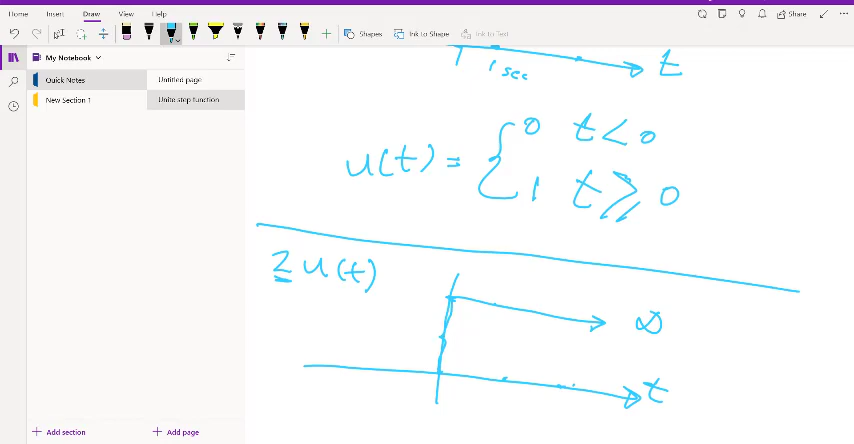 Home Insert Draw View Help
Share
Shapes Ink to Shape Ink to Text
My Notebook
Quick Notes Untitled page
New Section 1 Unite step function
1 sec t
u(t) = { 0 t < 0
1 t ⩾ 0
2 u(t)
∞
t
+ Add section + Add page